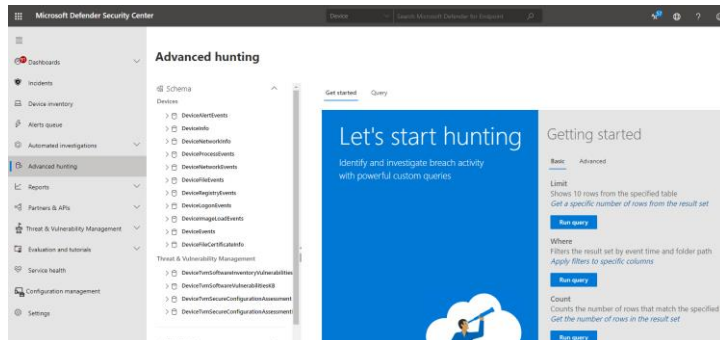 Microsoft Defender Security Center
Device
Search Microsoft Defender for Endpoint
Dashboards
Incidents
Device inventory
Alerts queue
Automated investigations
Advanced hunting
Reports
Partners & APIs
Threat & Vulnerability Management
Evaluation and tutorials
Service health
Configuration management
Settings
Advanced hunting
Schema
Devices
DeviceAlertEvents
DeviceInfo
DeviceNetworkInfo
DeviceProcessEvents
DeviceNetworkEvents
DeviceFileEvents
DeviceRegistryEvents
DeviceLogonEvents
DeviceImageLoadEvents
DeviceEvents
DeviceFileCertificateInfo
Threat & Vulnerability Management
DeviceTvmSoftwareInventoryVulnerabilities
DeviceTvmSoftwareVulnerabilitiesKB
DeviceTvmSecureConfigurationAssessment
DeviceTvmSecureConfigurationAssessment
Get started Query
Let's start hunting
Identify and investigate breach activity
with powerful custom queries
Getting started
Basic Advanced
Limit
Shows 10 rows from the specified table
Get a specific number of rows from the result set
Run query
Where
Filters the result set by event time and folder path
Apply filters to specific columns
Run query
Count
Counts the number of rows that match the specified
Get the number of rows in the result set
Run query